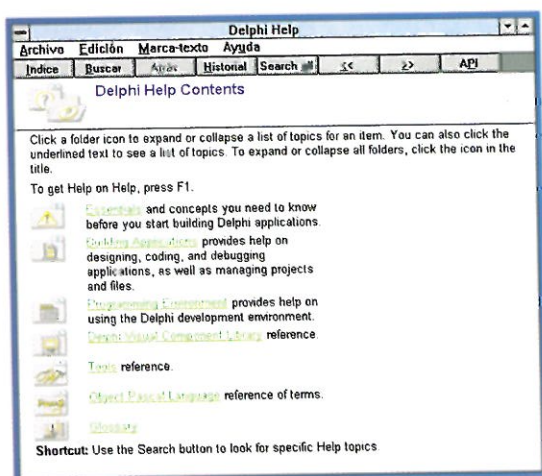 Delphi Help
Archivo Edición Marca-texto Ayuda
Indice Buscar Atrás Historial Search << >> API
Delphi Help Contents
Click a folder icon to expand or collapse a list of topics for an item. You can also click the
underlined text to see a list of topics. To expand or collapse all folders, click the icon in the
title.
To get Help on Help, press F1.
Essentials and concepts you need to know
before you start building Delphi applications.
Building Applications provides help on
designing, coding, and debugging
applications, as well as managing projects
and files.
Programming Environment provides help on
using the Delphi development environment.
Delphi Visual Component Library reference.
Tools reference.
Object Pascal Language reference of terms.
Glossary
Shortcut: Use the Search button to look for specific Help topics